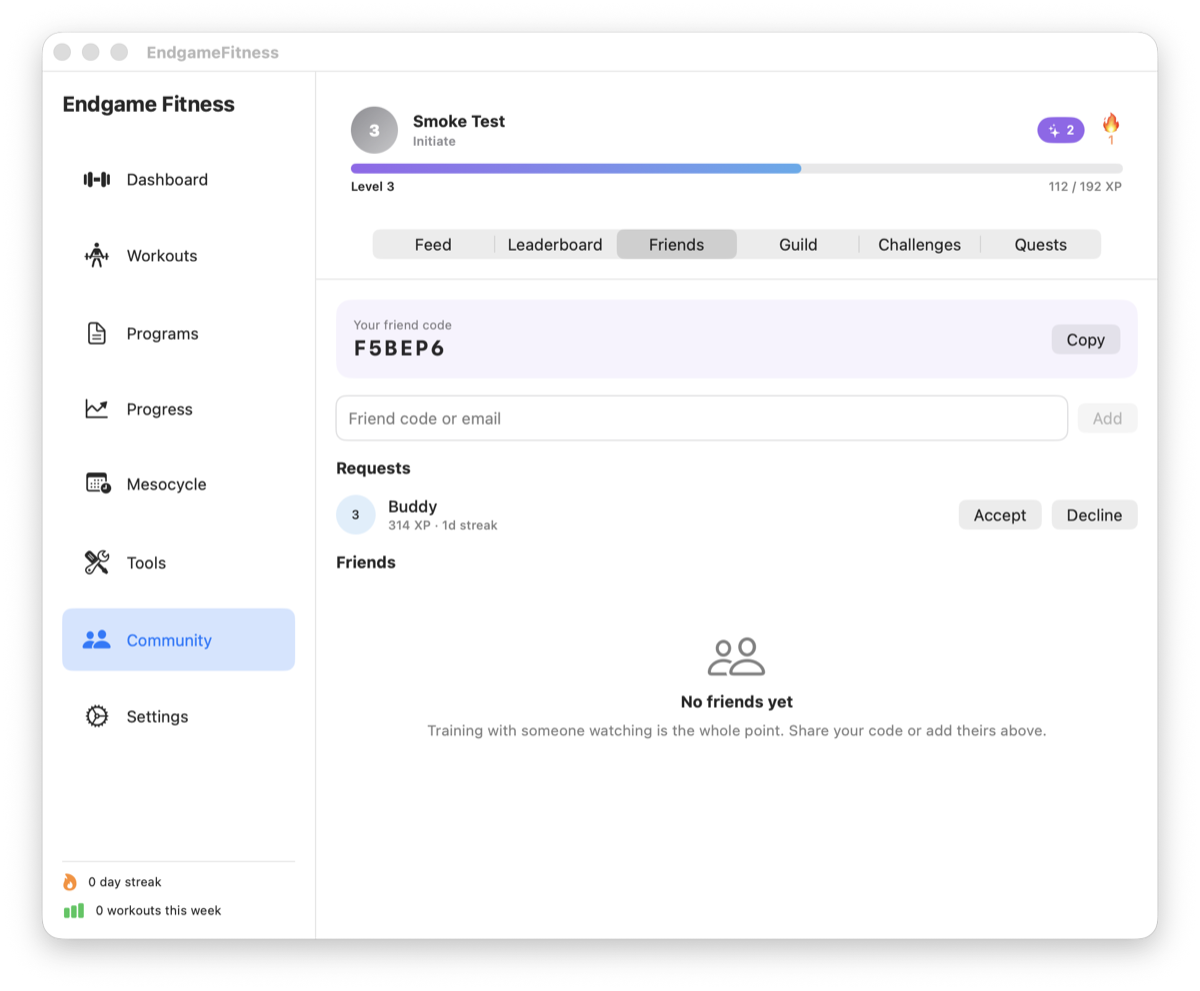 EndgameFitness
Endgame Fitness
Dashboard
Workouts
Programs
Progress
Mesocycle
Tools
Community
Settings
0 day streak
0 workouts this week
3
Smoke Test
Initiate
2
1
Level 3
112 / 192 XP
Feed
Leaderboard
Friends
Guild
Challenges
Quests
Your friend code
F5BEP6
Copy
Friend code or email
Add
Requests
3
Buddy
314 XP · 1d streak
Accept
Decline
Friends
No friends yet
Training with someone watching is the whole point. Share your code or add theirs above.